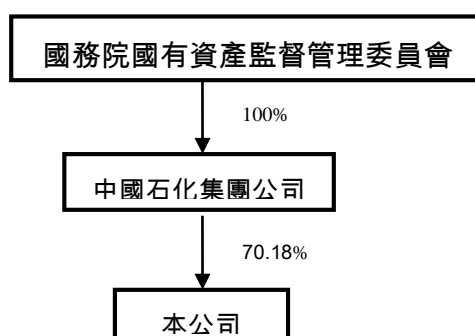 國務院國有資產監督管理委員會
100%
中國石化集團公司
70.18%
本公司